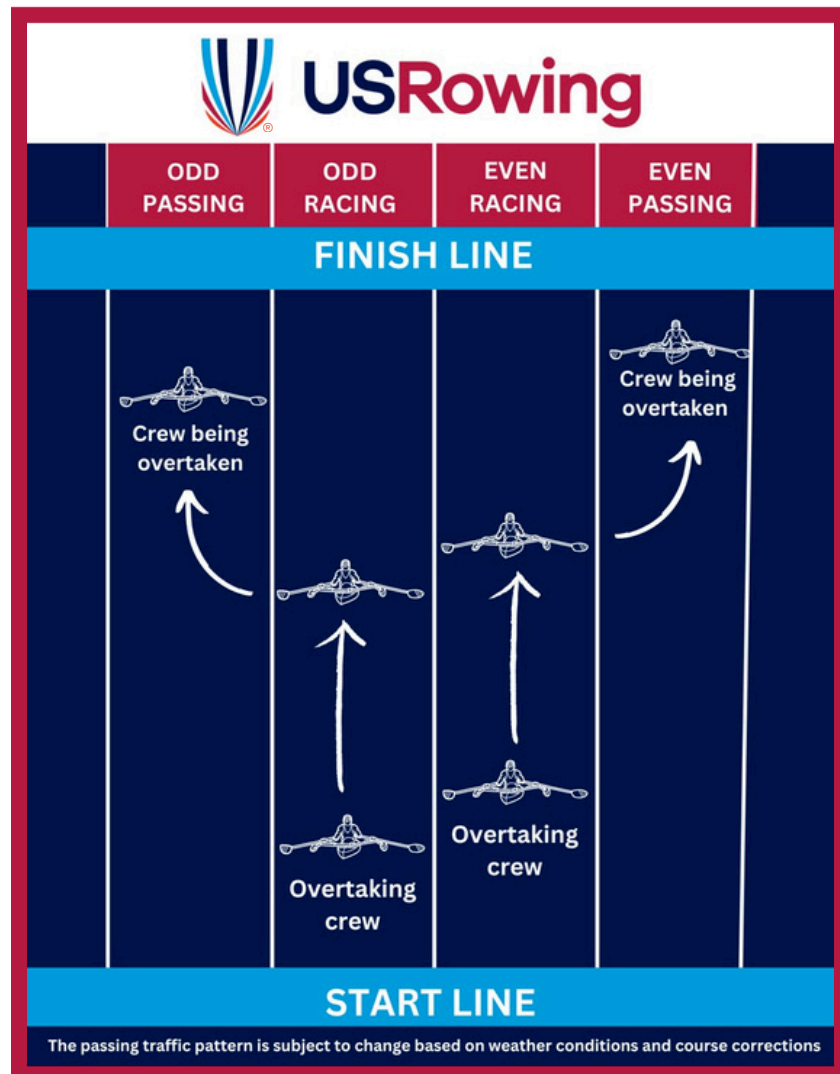 USRowing
®
ODD
PASSING
ODD
RACING
EVEN
RACING
EVEN
PASSING
FINISH LINE
Crew being
overtaken
Crew being
overtaken
Overtaking
crew
Overtaking
crew
START LINE
The passing traffic pattern is subject to change based on weather conditions and course corrections